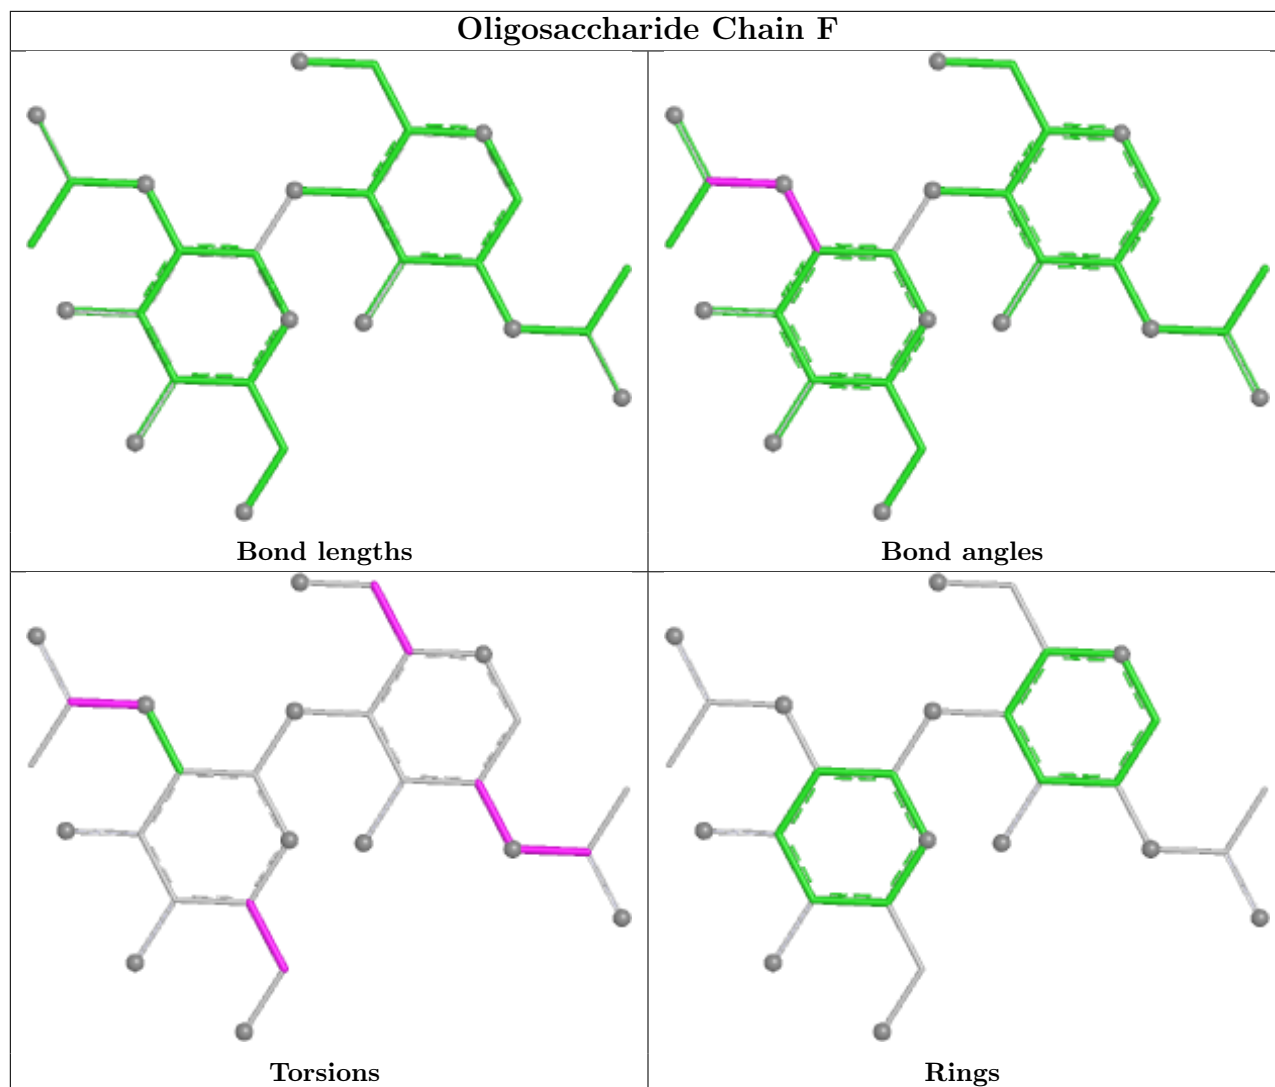 Oligosaccharide Chain F
Bond lengths
Bond angles
Torsions
Rings